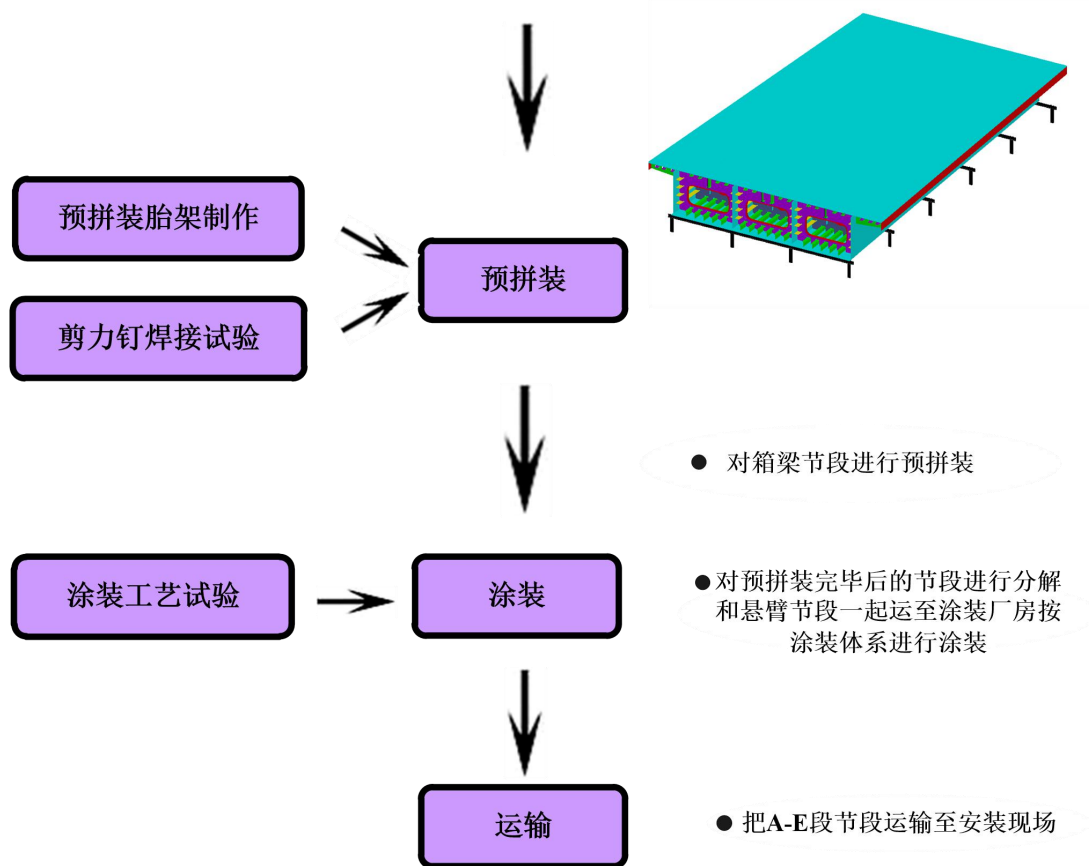 预拼装胎架制作
预拼装
剪力钉焊接试验
● 对箱梁节段进行预拼装
涂装工艺试验
涂装
● 对预拼装完毕后的节段进行分解
和悬臂节段一起运至涂装厂房按
涂装体系进行涂装
运输
● 把A-E段节段运输至安装现场